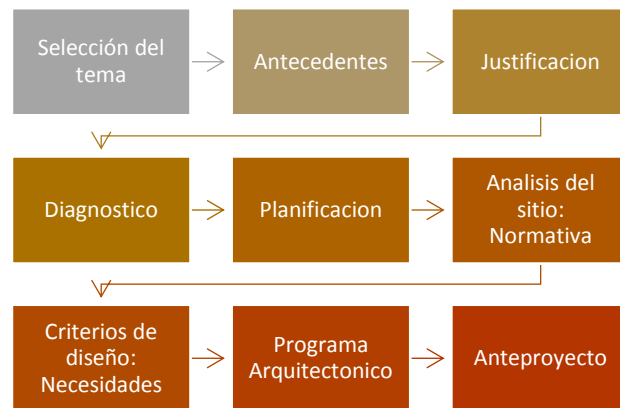 Selección del
tema
Antecedentes
Justificacion
Diagnostico
Planificacion
Analisis del
sitio:
Normativa
Criterios de
diseño:
Necesidades
Programa
Arquitectonico
Anteproyecto